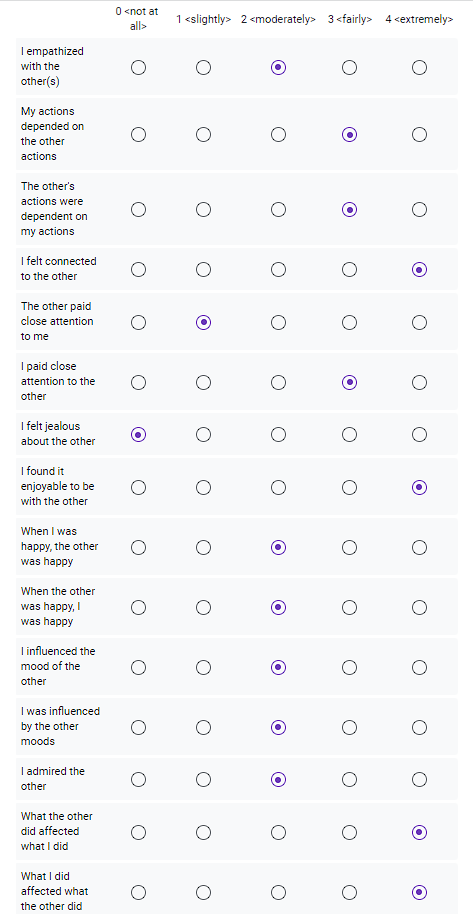 0 <not at
all>
1 <slightly>
2 <moderately>
3 <fairly>
4 <extremely>
I empathized
with the
other(s)
My actions
depended on
the other
actions
The other's
actions were
dependent on
my actions
I felt connected
to the other
The other paid
close attention
to me
I paid close
attention to the
other
I felt jealous
about the other
I found it
enjoyable to be
with the other
When I was
happy, the other
was happy
When the other
was happy, I
was happy
I influenced the
mood of the
other
I was influenced
by the other
moods
I admired the
other
What the other
did affected
what I did
What I did
affected what
the other did